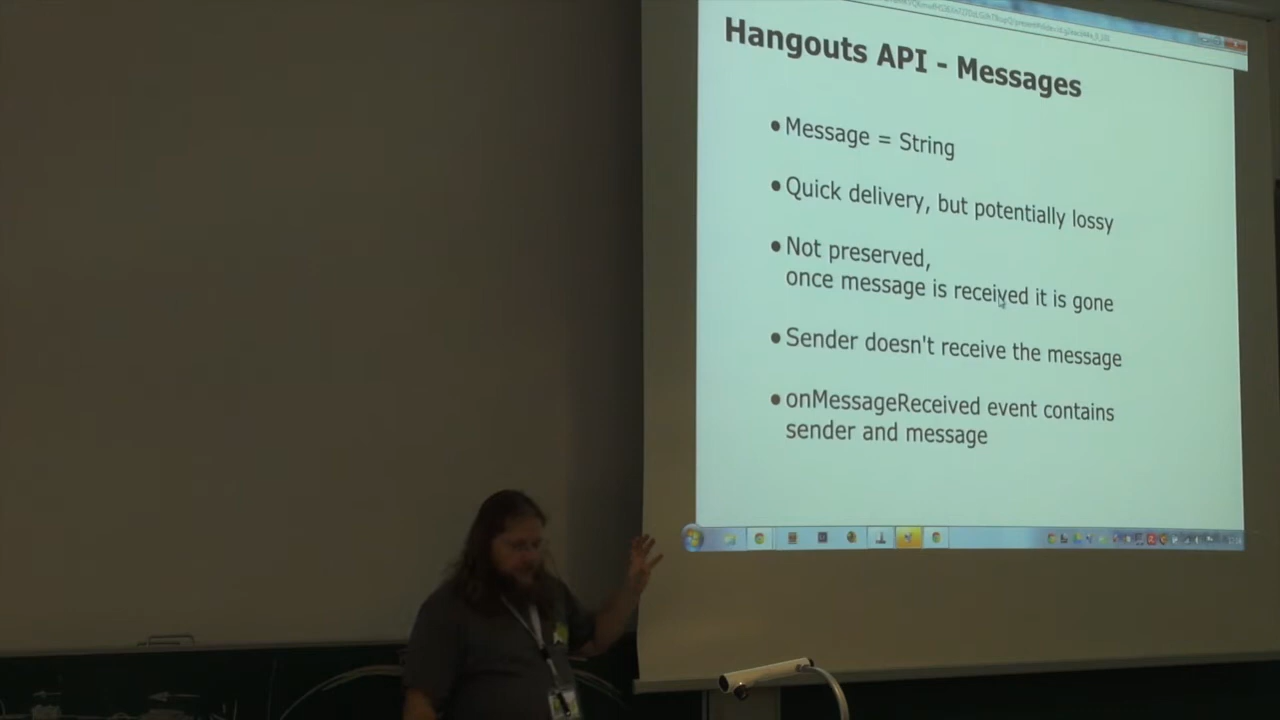 Hangouts API - Messages
• Message = String
• Quick delivery, but potentially lossy
• Not preserved,
once message is received it is gone
• Sender doesn't receive the message
• onMessageReceived event contains
sender and message